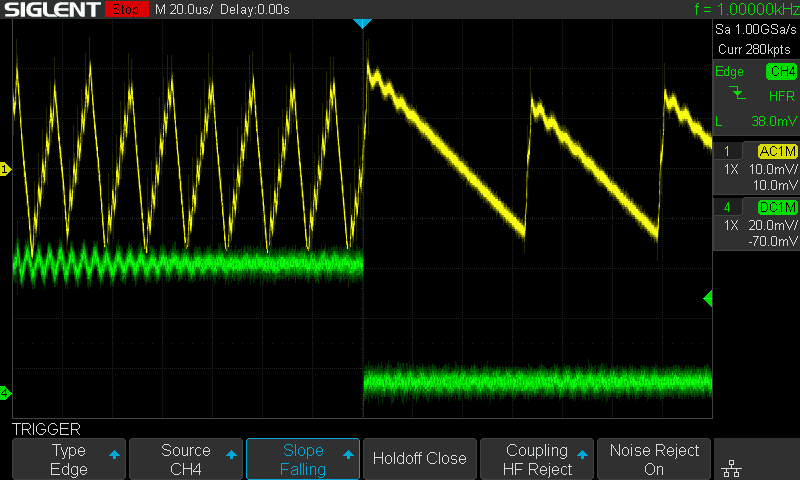 SIGLENT Stop M 20.0us/ Delay:0.00s f = 1.00000kHz
Sa 1.00GSa/s
Curr 280kpts
Edge CH4
HFR
L 38.0mV
1 AC1M
1X 10.0mV/
10.0mV
4 DC1M
1X 20.0mV/
-70.0mV
1
4
TRIGGER
Type
Edge
Source
CH4
Slope
Falling
Holdoff Close
Coupling
HF Reject
Noise Reject
On